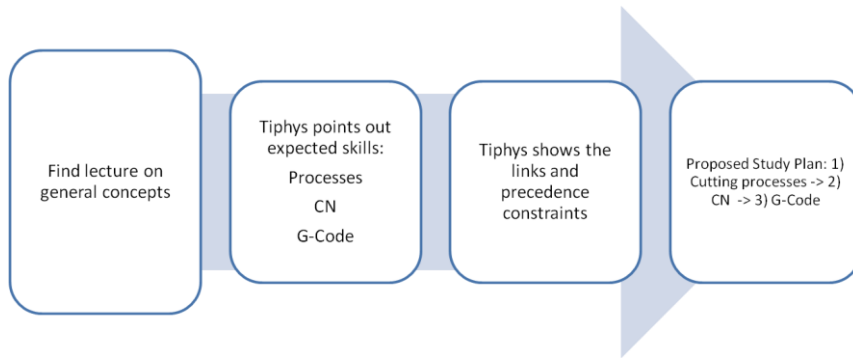 Find lecture on
general concepts
Tiphys points out
expected skills:
Processes
CN
G-Code
Tiphys shows the
links and
precedence
constraints
Proposed Study Plan: 1)
Cutting processes -> 2)
CN -> 3) G-Code